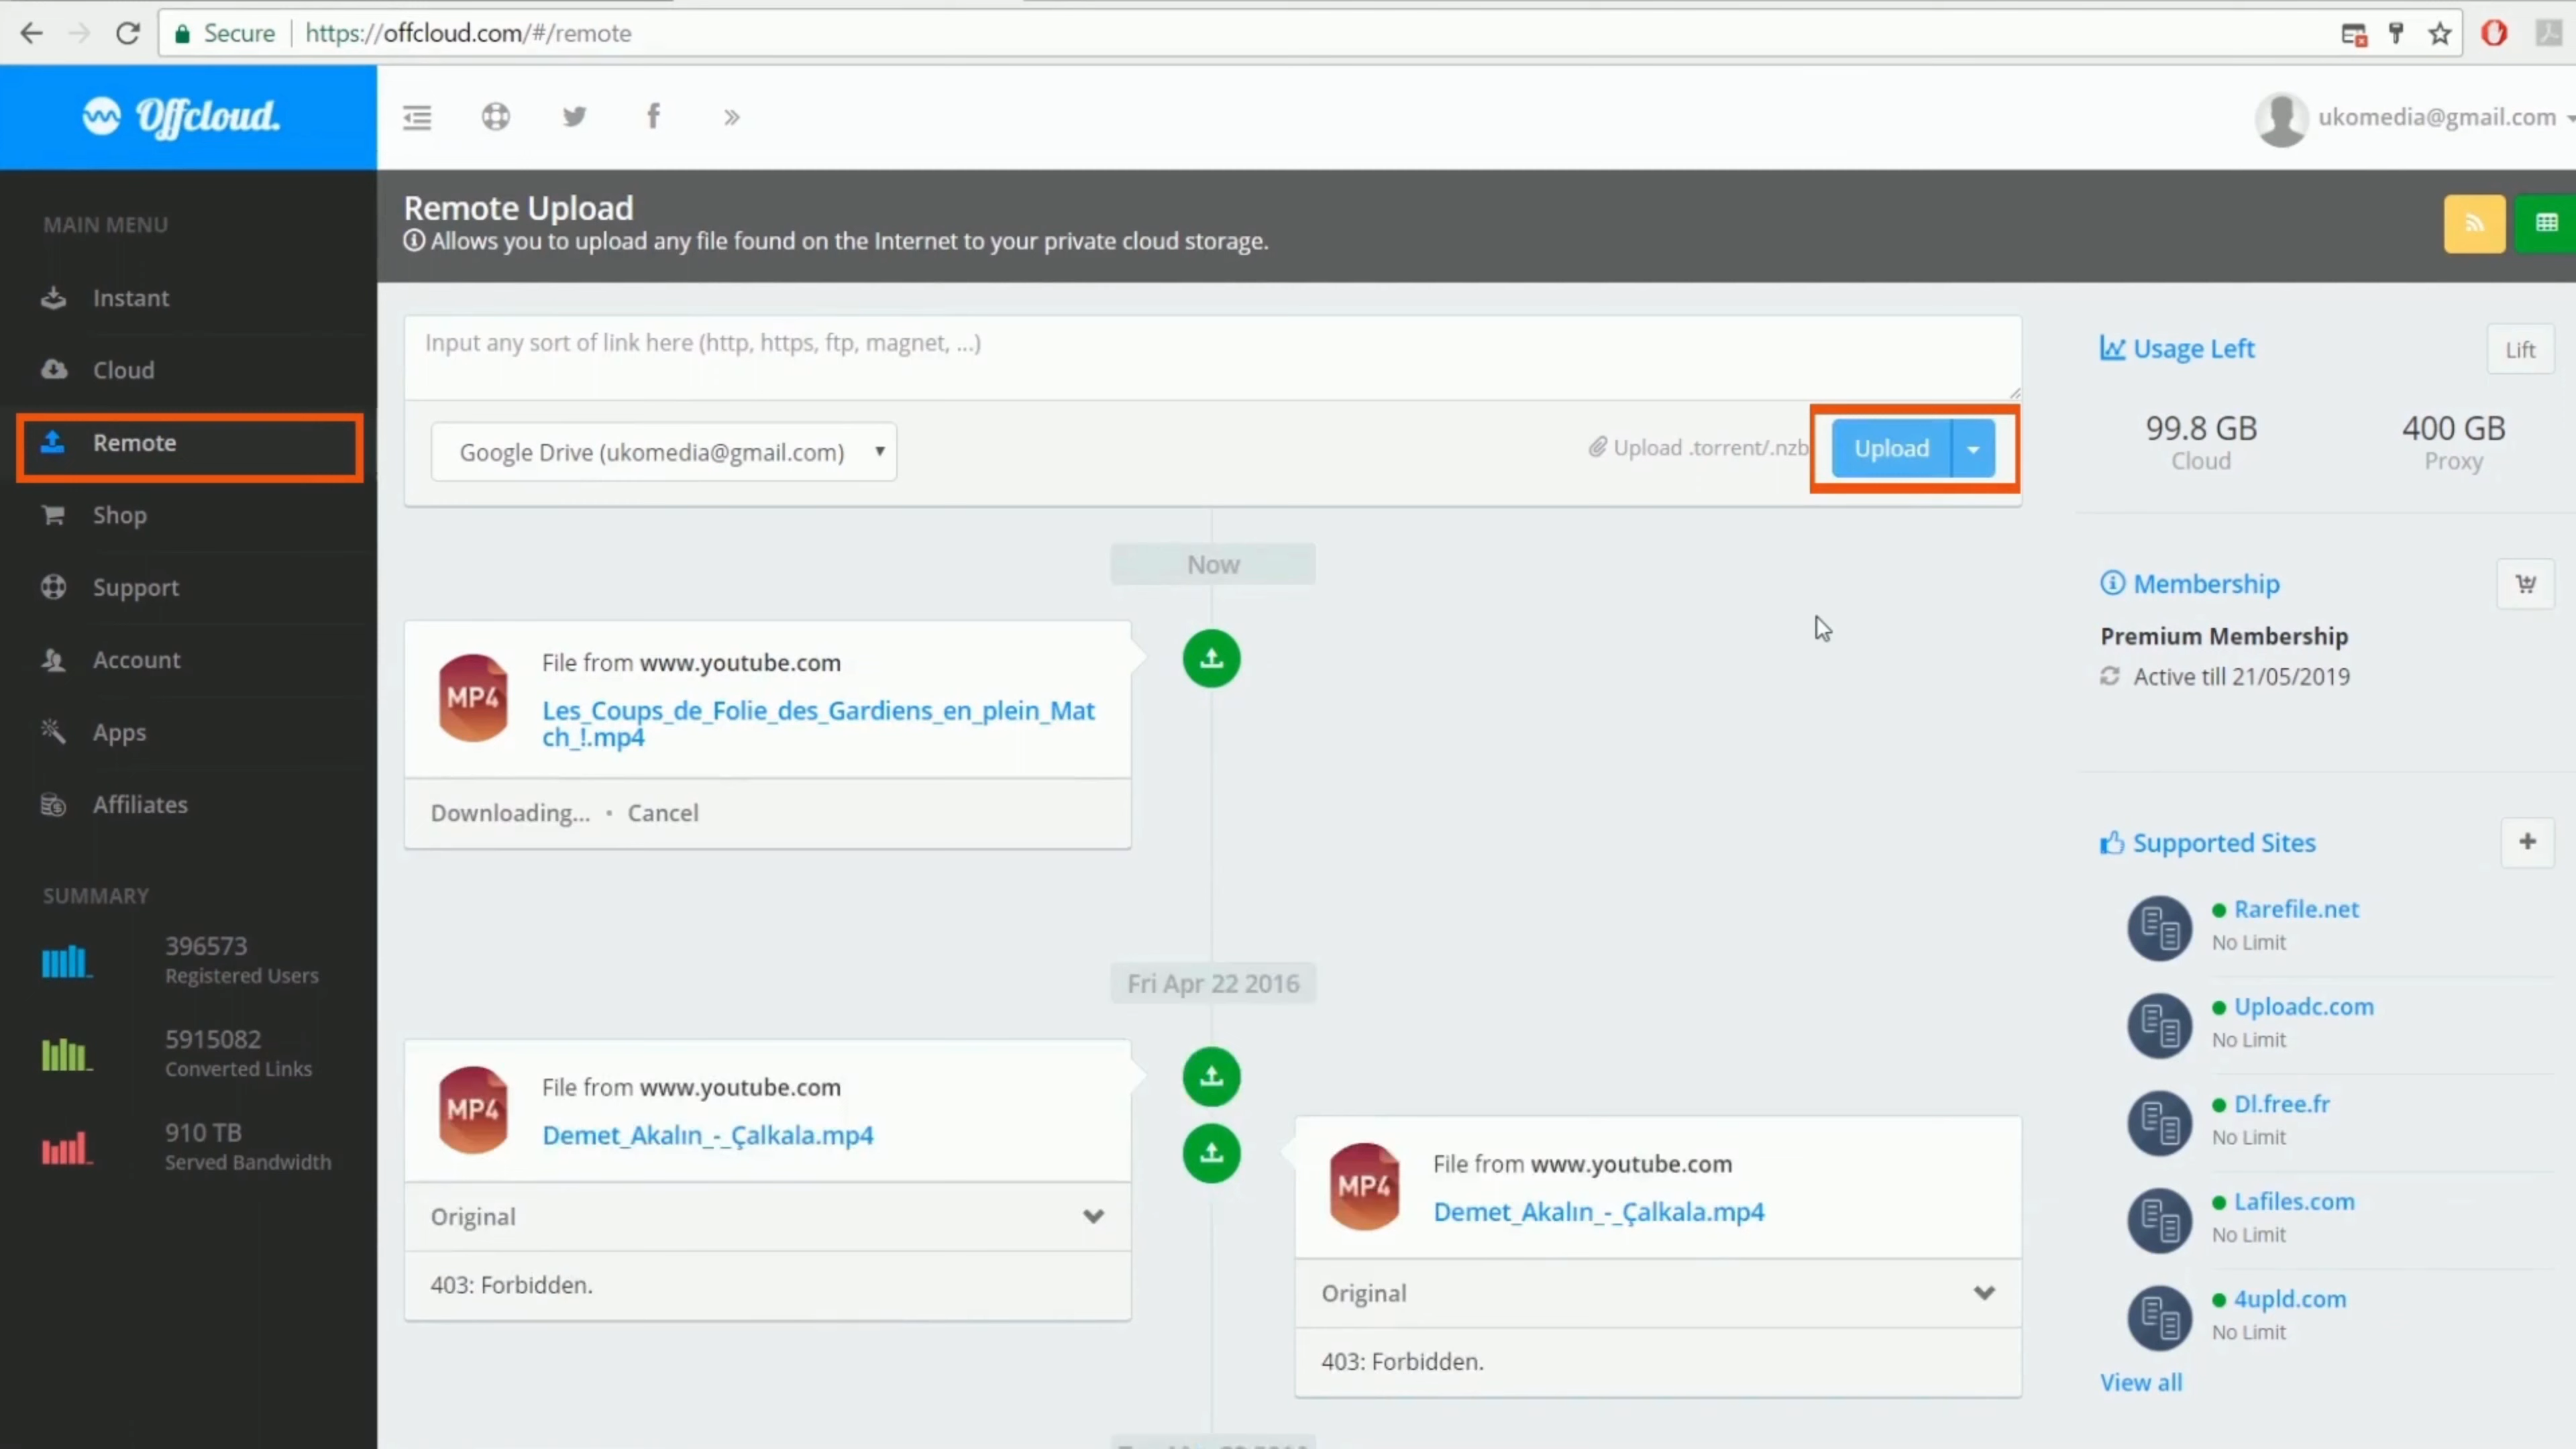 Secure https://offcloud.com/#/remote
Offcloud.
ukomedia@gmail.com
MAIN MENU
Instant
Cloud
Remote
Shop
Support
Account
Apps
Affiliates
SUMMARY
396573
Registered Users
5915082
Converted Links
910 TB
Served Bandwidth
Remote Upload
Allows you to upload any file found on the Internet to your private cloud storage.
Input any sort of link here (http, https, ftp, magnet, ...)
Google Drive (ukomedia@gmail.com)
Upload .torrent/.nzb
Upload
Now
MP4
File from www.youtube.com
Les_Coups_de_Folie_des_Gardiens_en_plein_Mat
ch_!.mp4
Downloading... • Cancel
Fri Apr 22 2016
MP4
File from www.youtube.com
Demet_Akalın_-_Çalkala.mp4
Original
403: Forbidden.
MP4
File from www.youtube.com
Demet_Akalın_-_Çalkala.mp4
Original
403: Forbidden.
Usage Left
Lift
99.8 GB
Cloud
400 GB
Proxy
Membership
Premium Membership
Active till 21/05/2019
Supported Sites
Rarefile.net
No Limit
Uploadc.com
No Limit
Dl.free.fr
No Limit
Lafiles.com
No Limit
4upld.com
No Limit
View all